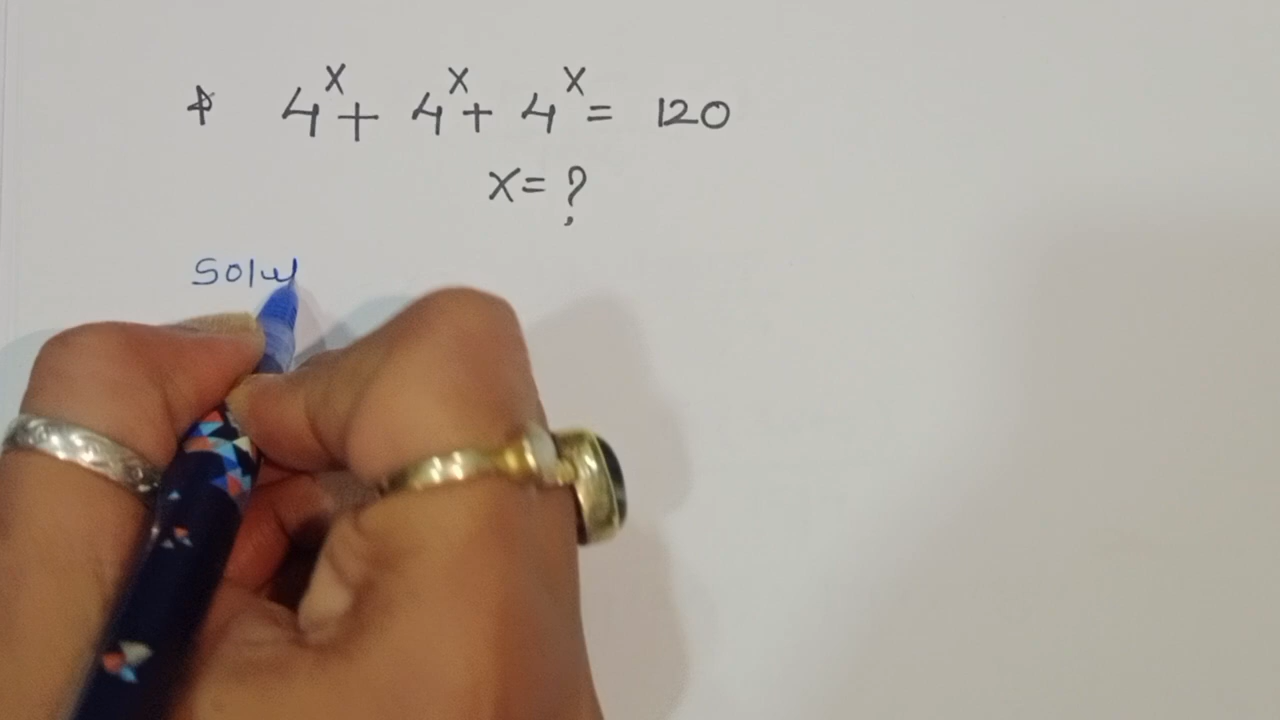 * 4^x + 4^x + 4^x = 120
x = ?
Solu